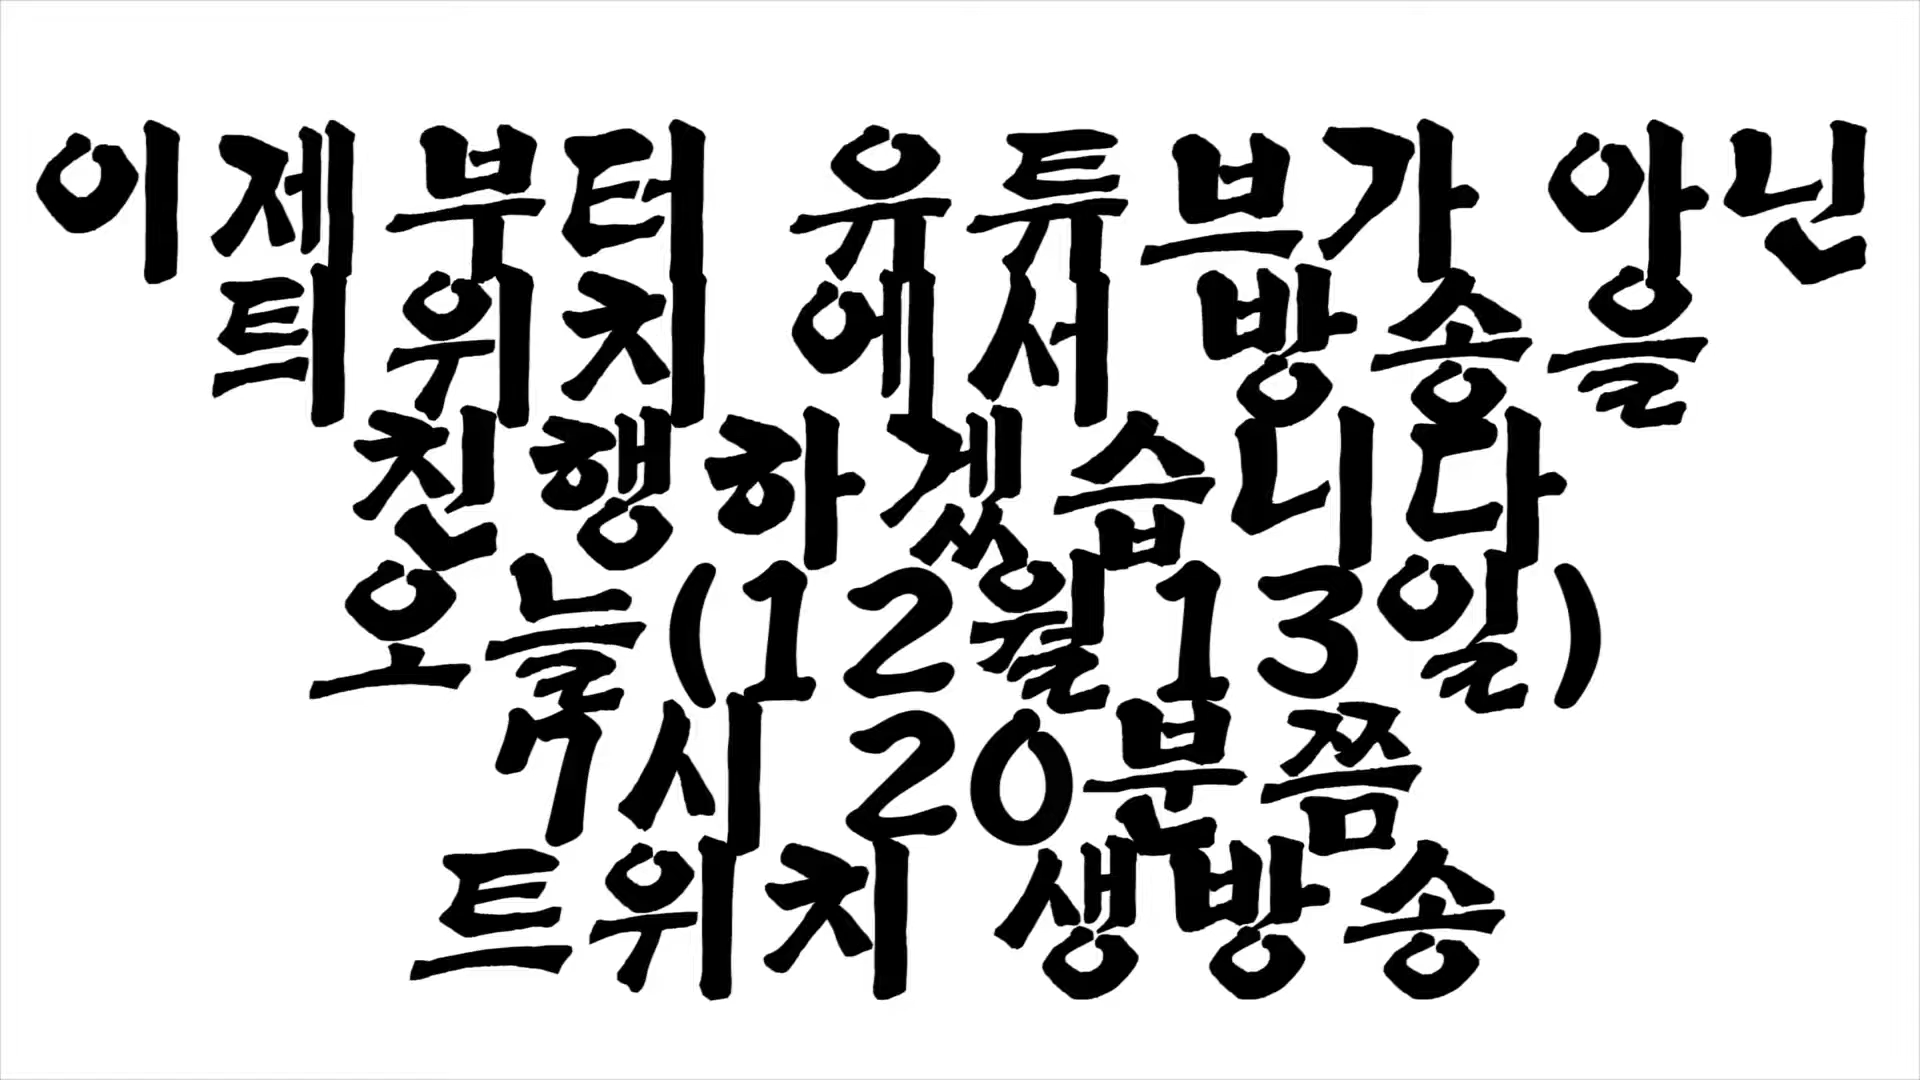 이제부터 유튜브가 아닌
틔위치 에서 방송을
진행하겠습니다
오늘(12월13일)
7시 20분쯤
트위치 생방송